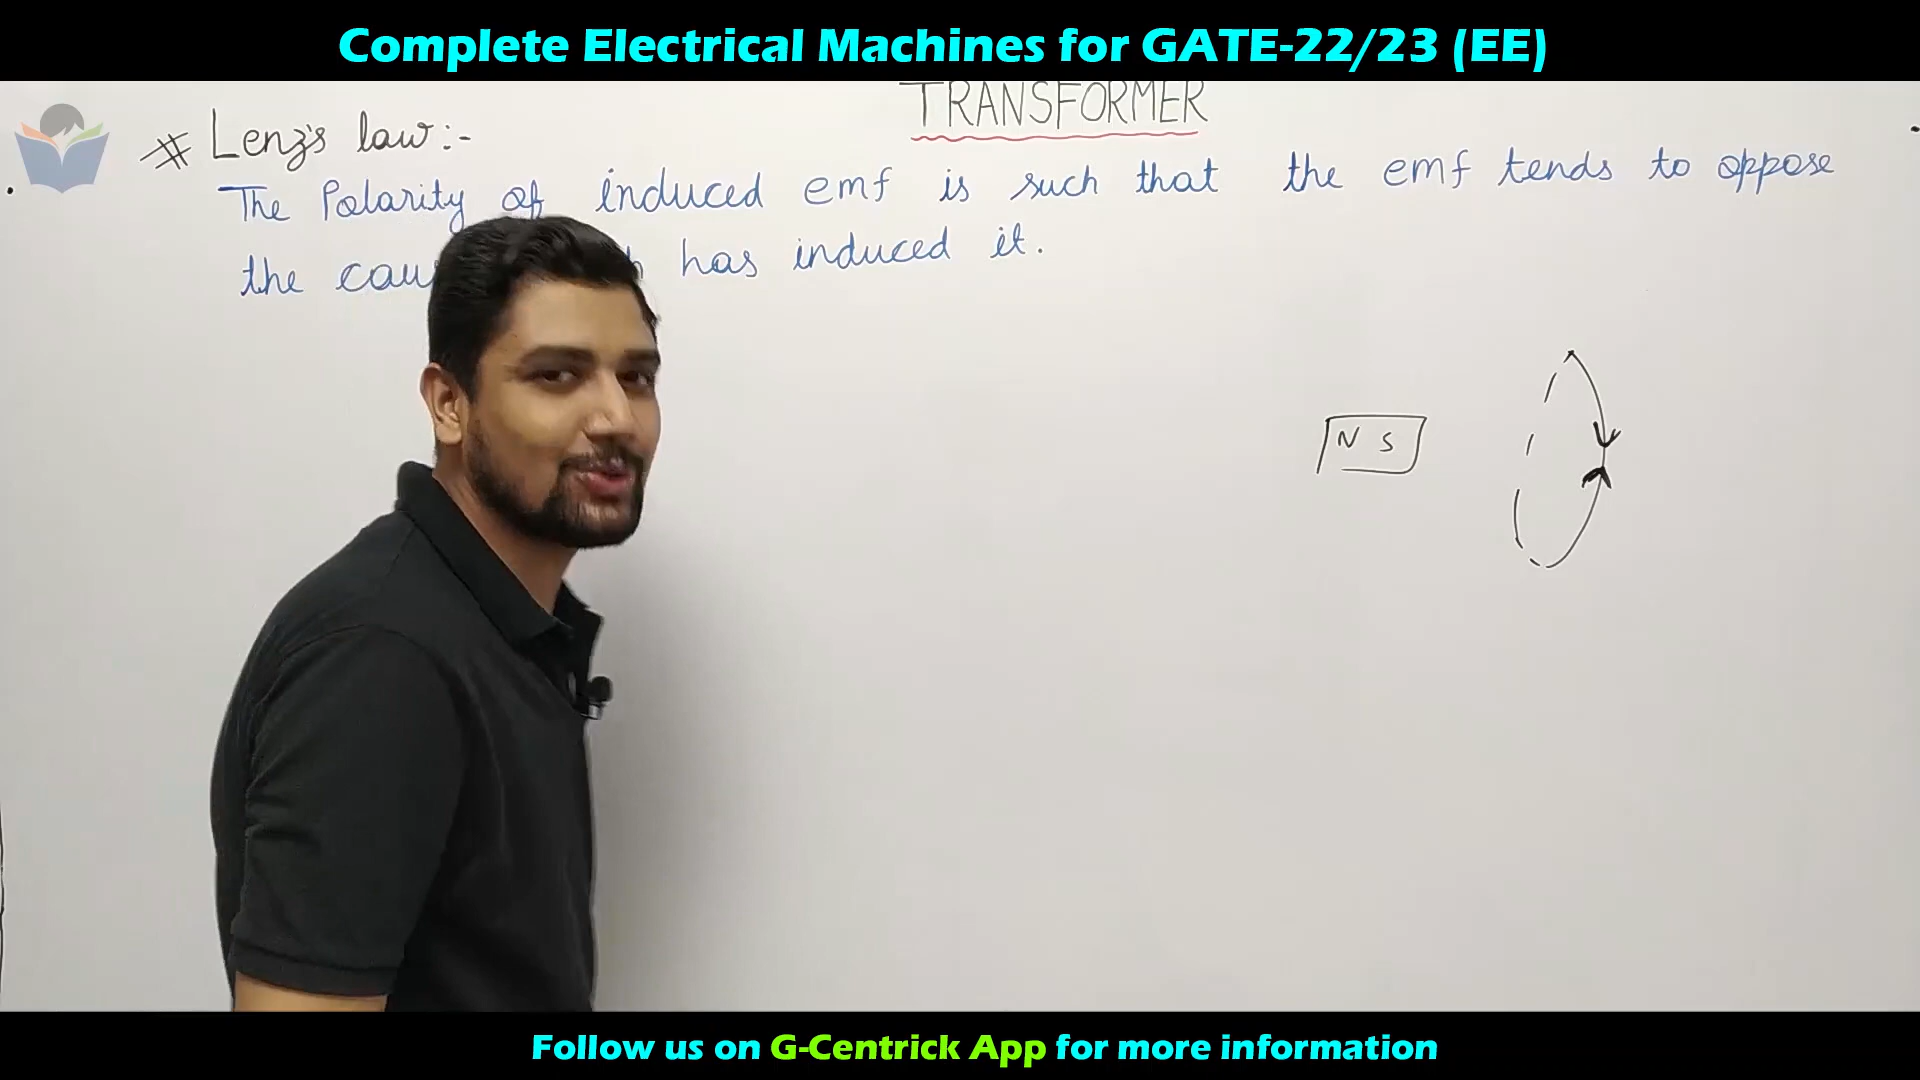 Complete Electrical Machines for GATE-22/23 (EE)
TRANSFORMER
# Lenz's law:-
The Polarity of induced emf is such that the emf tends to oppose
the has induced it.
N S
Follow us on G-Centrick App for more information